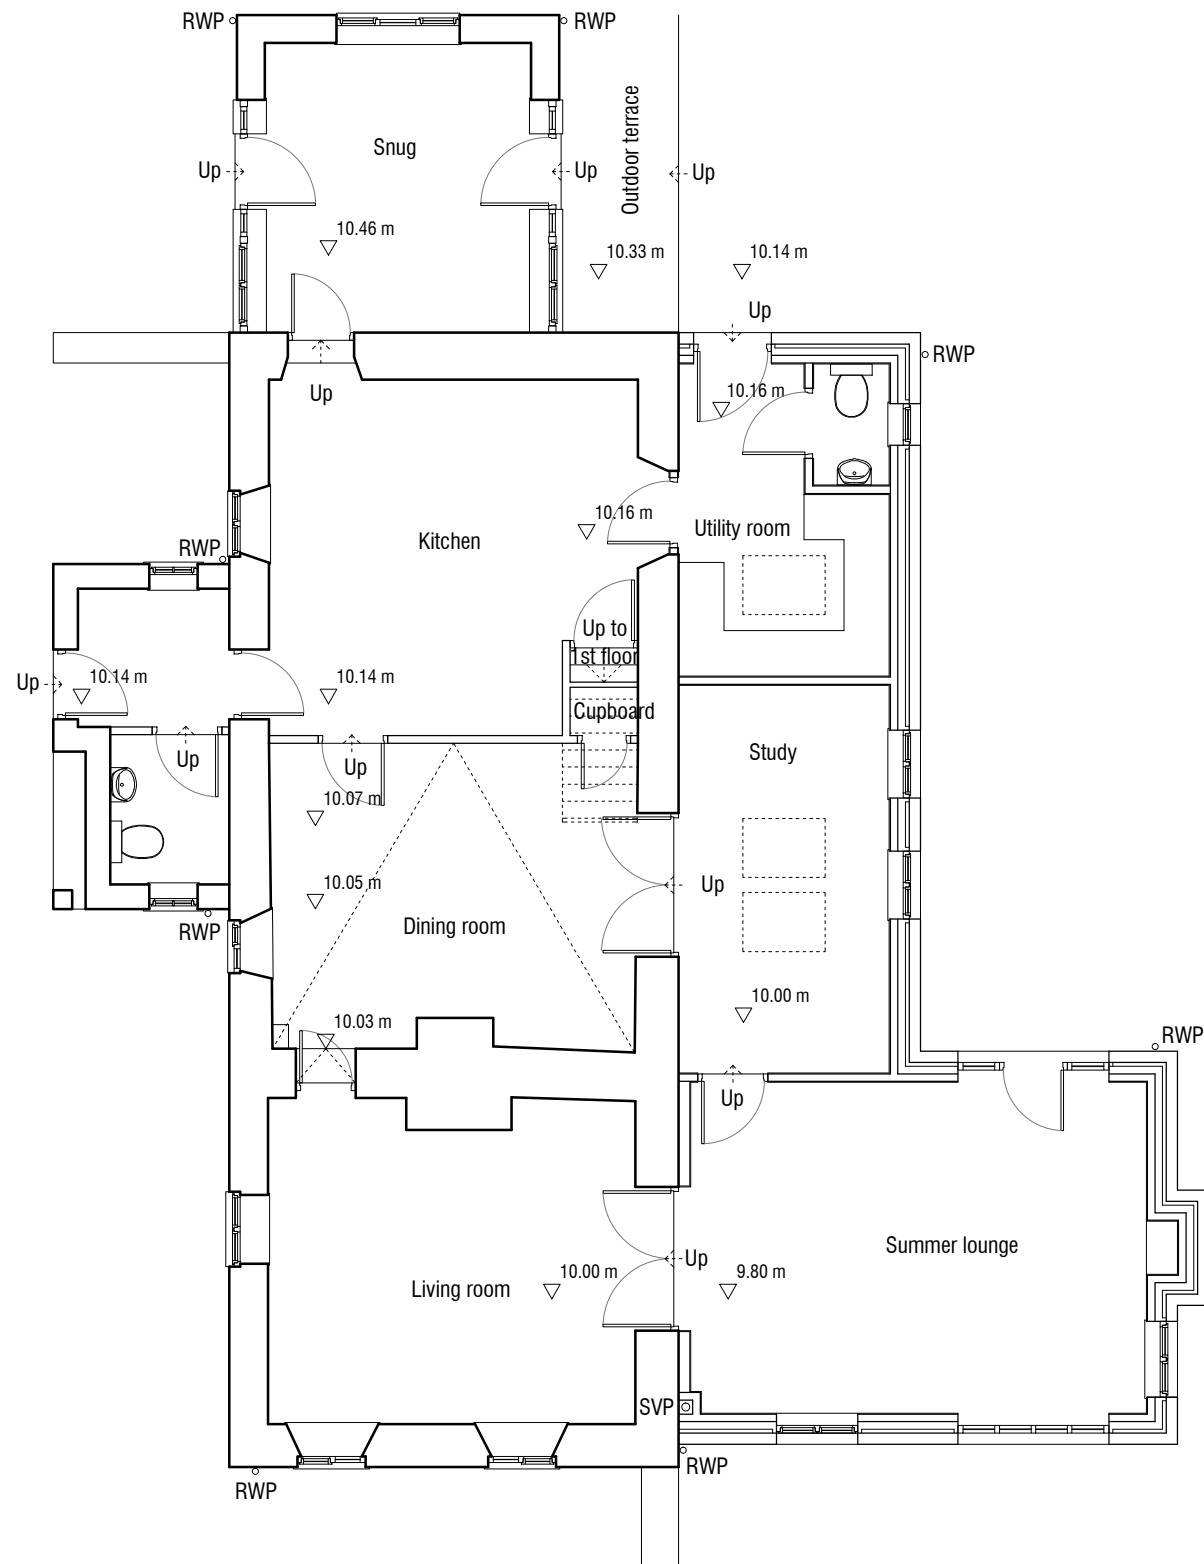 RWP
RWP
Outdoor terrace
Snug
Up
Up
Up
10.46 m
10.33 m
10.14 m
Up
RWP
Up
10.16 m
10.16 m
Utility room
Kitchen
RWP
Up to
1st floor
Up
10.14 m
10.14 m
Cupboard
Up
Up
Study
10.07 m
10.05 m
Up
Dining room
RWP
10.00 m
10.03 m
RWP
Up
Summer lounge
Up
10.00 m
9.80 m
Living room
SVP
RWP
RWP